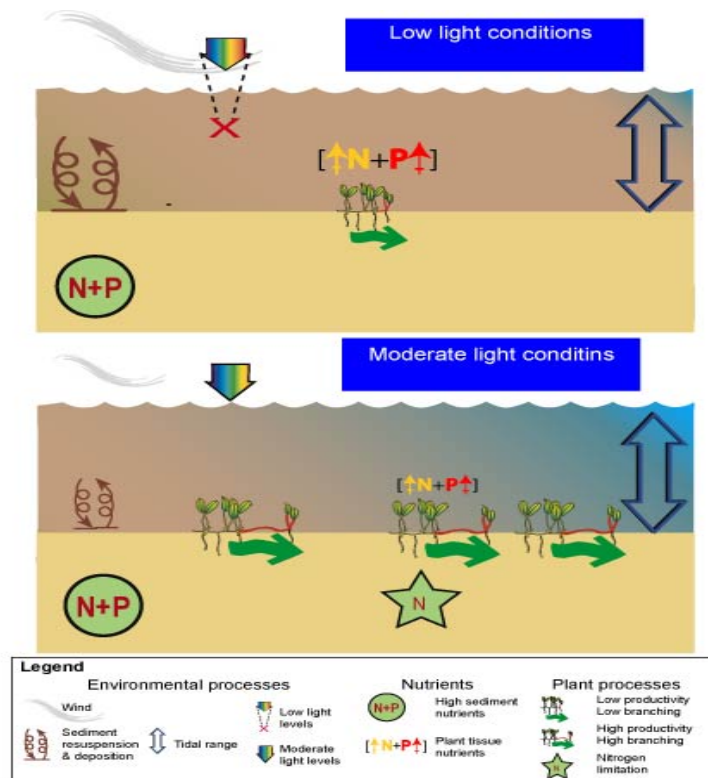 Low light conditions
[N+P]
N+P
Moderate light conditins
[N+P]
N+P
N
Legend
Environmental processes
Wind
Sediment
resuspension
& deposition
Tidal range
Low light
levels
Moderate
light levels
Nutrients
N+P
High sediment
nutrients
[N+P]
Plant tissue
nutrients
Plant processes
Low productivity
Low branching
High productivity
High branching
N
Nitrogen
limitation